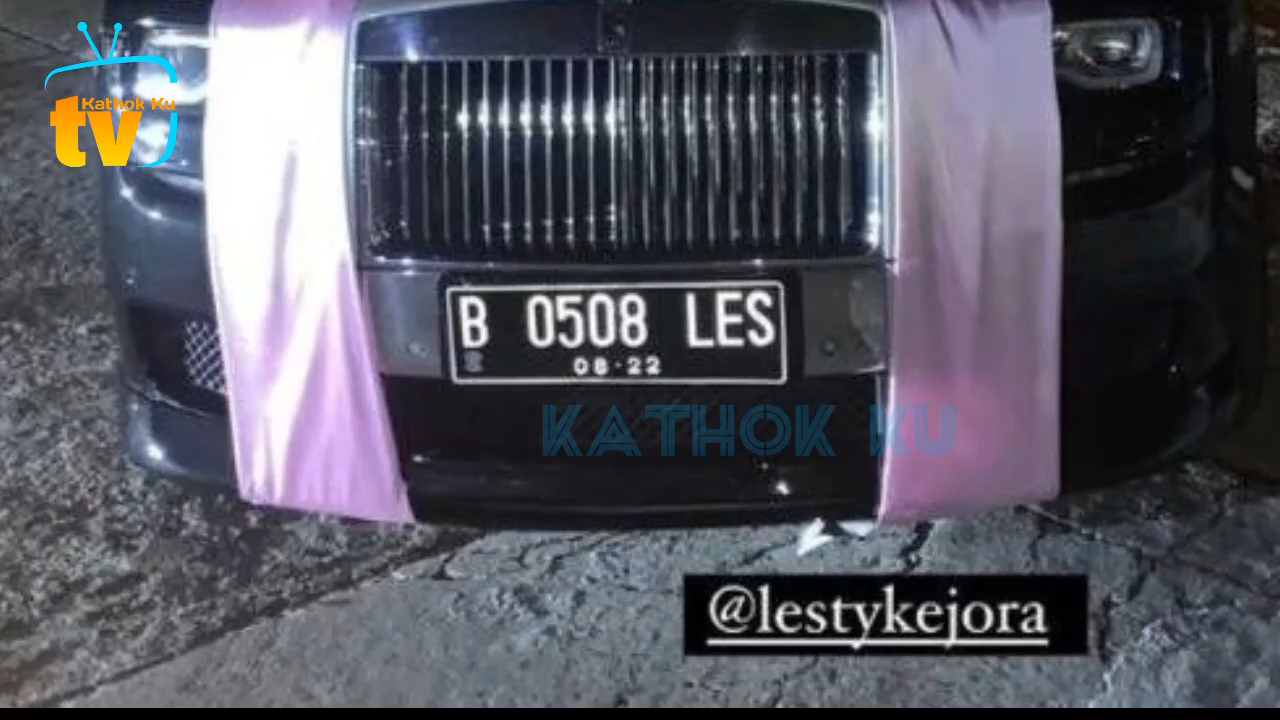 Kathok Ku
tv
B 0508 LES
08·22
KATHOK KU
@lestykejora